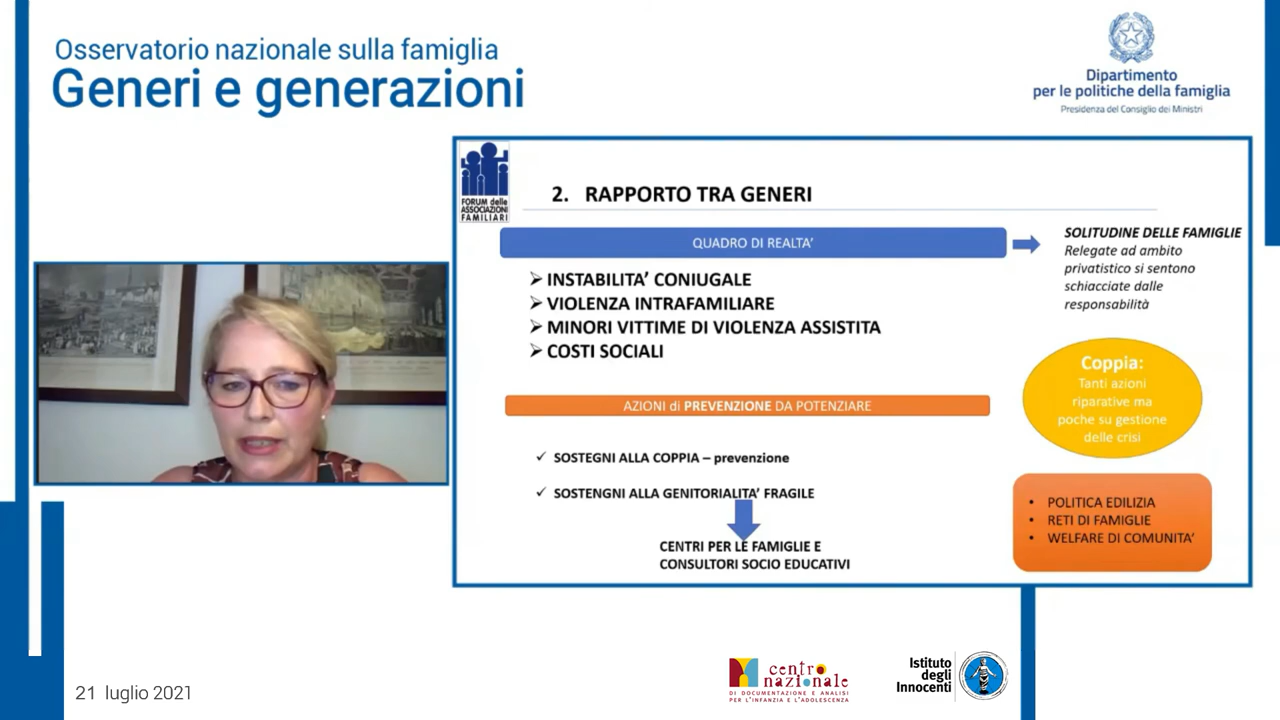 Osservatorio nazionale sulla famiglia
Generi e generazioni
Dipartimento
per le politiche della famiglia
Presidenza del Consiglio dei Ministri
FORUM delle
ASSOCIAZIONI
FAMILIARI
2. RAPPORTO TRA GENERI
QUADRO DI REALTA’
INSTABILITA’ CONIUGALE
VIOLENZA INTRAFAMILIARE
MINORI VITTIME DI VIOLENZA ASSISTITA
COSTI SOCIALI
SOLITUDINE DELLE FAMIGLIE
Relegate ad ambito
privatistico si sentono
schiacciate dalle
responsabilità
Coppia:
Tanti azioni
riparative ma
poche su gestione
delle crisi
AZIONI di PREVENZIONE DA POTENZIARE
✓ SOSTEGNI ALLA COPPIA – prevenzione
✓ SOSTENGNI ALLA GENITORIALITA’ FRAGILE
CENTRI PER LE FAMIGLIE E
CONSULTORI SOCIO EDUCATIVI
• POLITICA EDILIZIA
• RETI DI FAMIGLIE
• WELFARE DI COMUNITA’
21 luglio 2021
centro
nazionale
DI DOCUMENTAZIONE E ANALISI
PER L'INFANZIA E L'ADOLESCENZA
Istituto
degli
Innocenti